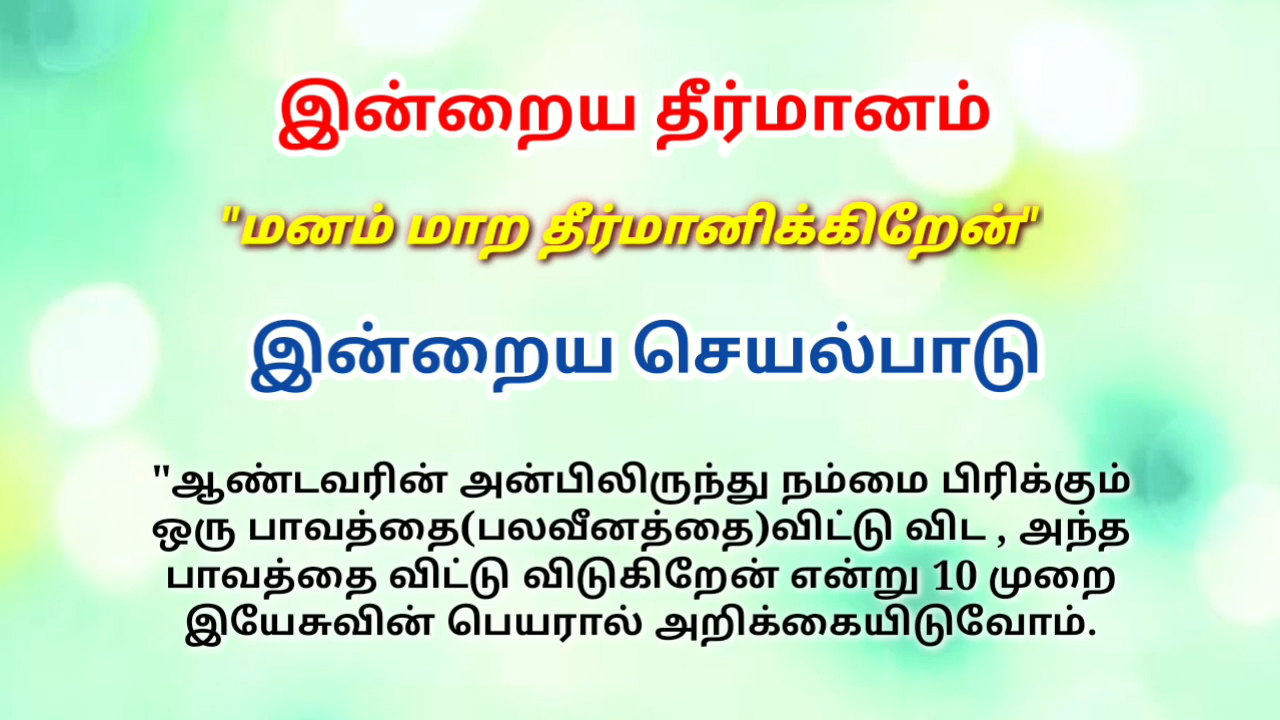 இன்றைய தீர்மானம்
"மனம் மாற தீர்மானிக்கிறேன்"
இன்றைய செயல்பாடு
"ஆண்டவரின் அன்பிலிருந்து நம்மை பிரிக்கும்
ஒரு பாவத்தை(பலவீனத்தை)விட்டு விட , அந்த
பாவத்தை விட்டு விடுகிறேன் என்று 10 முறை
இயேசுவின் பெயரால் அறிக்கையிடுவோம்.